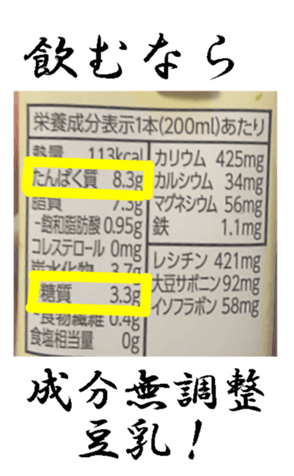 飲むなら
栄養成分表示1本(200ml)あたり
熱量 113kcal
たんぱく質 8.3g
脂質 7.3g
-飽和脂肪酸 0.95g
コレステロール 0mg
炭水化物 3.7g
糖質 3.3g
-食物繊維 0.4g
食塩相当量 0g
カリウム 425mg
カルシウム 34mg
マグネシウム 56mg
鉄 1.1mg
レシチン 421mg
大豆サポニン 92mg
イソフラボン 58mg
成分無調整
豆乳!